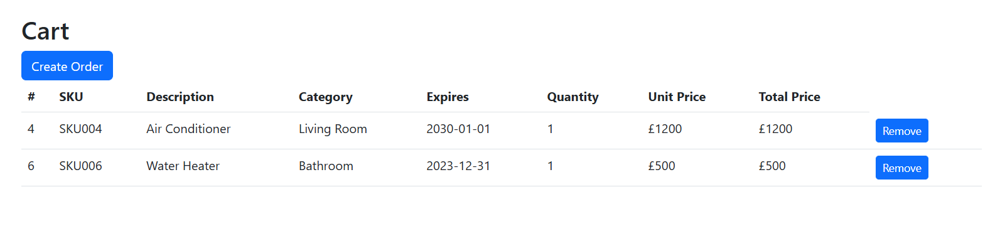 Cart
Create Order
# SKU Description Category Expires Quantity Unit Price Total Price
4 SKU004 Air Conditioner Living Room 2030-01-01 1 £1200 £1200 Remove
6 SKU006 Water Heater Bathroom 2023-12-31 1 £500 £500 Remove